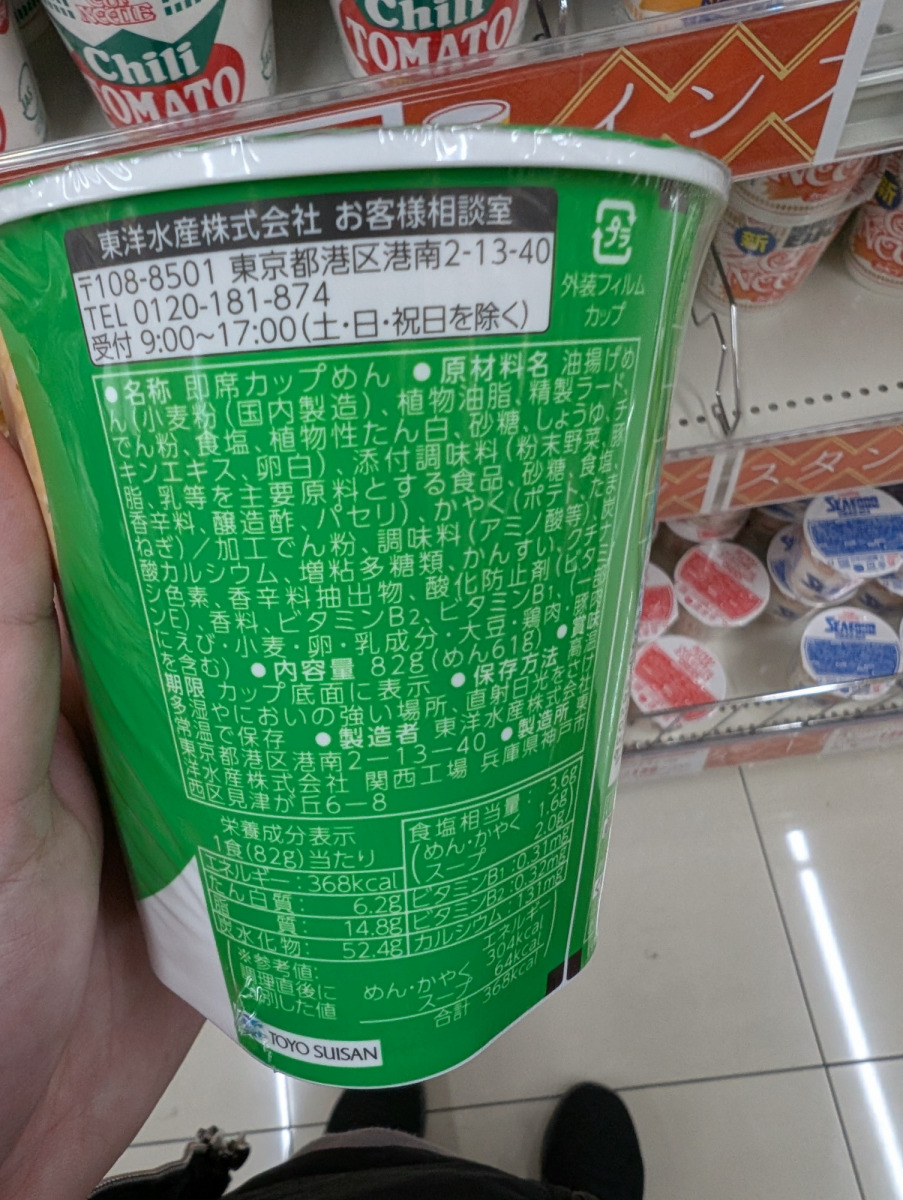 CUP NOODLE
Chili
TOMATO
Chili
TOMATO
インス
東洋水産株式会社 お客様相談室
〒108-8501 東京都港区港南2-13-40
TEL 0120-181-874
受付 9:00~17:00(土・日・祝日を除く)
プラ
外装フィルム
カップ
●名称 即席カップめん ●原材料名 油揚げめ
ん(小麦粉(国内製造)、植物油脂、精製ラード、
でん粉、食塩、植物性たん白、砂糖、しょうゆ、チ
キンエキス、卵白)、添付調味料(粉末野菜、豚
脂、乳等を主要原料とする食品、砂糖、食塩、
香辛料、醸造酢、パセリ)、かやく(ポテト、たま
ねぎ)/加工でん粉、調味料(アミノ酸等)、炭
酸カルシウム、増粘多糖類、かんすい、クチナ
シ色素、香辛料抽出物、酸化防止剤(ビタミ
ンE)、香料、ビタミンB2、ビタミンB1、(一部
にえび・小麦・卵・乳成分・大豆・鶏肉・豚肉
を含む) ●内容量 82g(めん61g) ●賞味
期限 カップ底面に表示 ●保存方法 高温
多湿やにおいの強い場所、直射日光をさけ
常温で保存 ●製造者 東洋水産株式会社
東京都港区港南2-13-40 ●製造所 東
洋水産株式会社 関西工場 兵庫県神戸市
西区見津が丘6-8
栄養成分表示
1食(82g)当たり
エネルギー:368kcal
たん白質: 6.2g
脂質: 14.8g
炭水化物: 52.4g
食塩相当量: 3.6g
(めん・かやく 1.6g)
(スープ 2.0g)
ビタミンB1:0.31mg
ビタミンB2:0.32mg
カルシウム:131mg
※参考値:
調理直後に
分別した値
エネルギー
めん・かやく 304kcal
スープ 64kcal
合計 368kcal
TOYO SUISAN
新
新
スタン
SEAFOOD
SEAFOOD